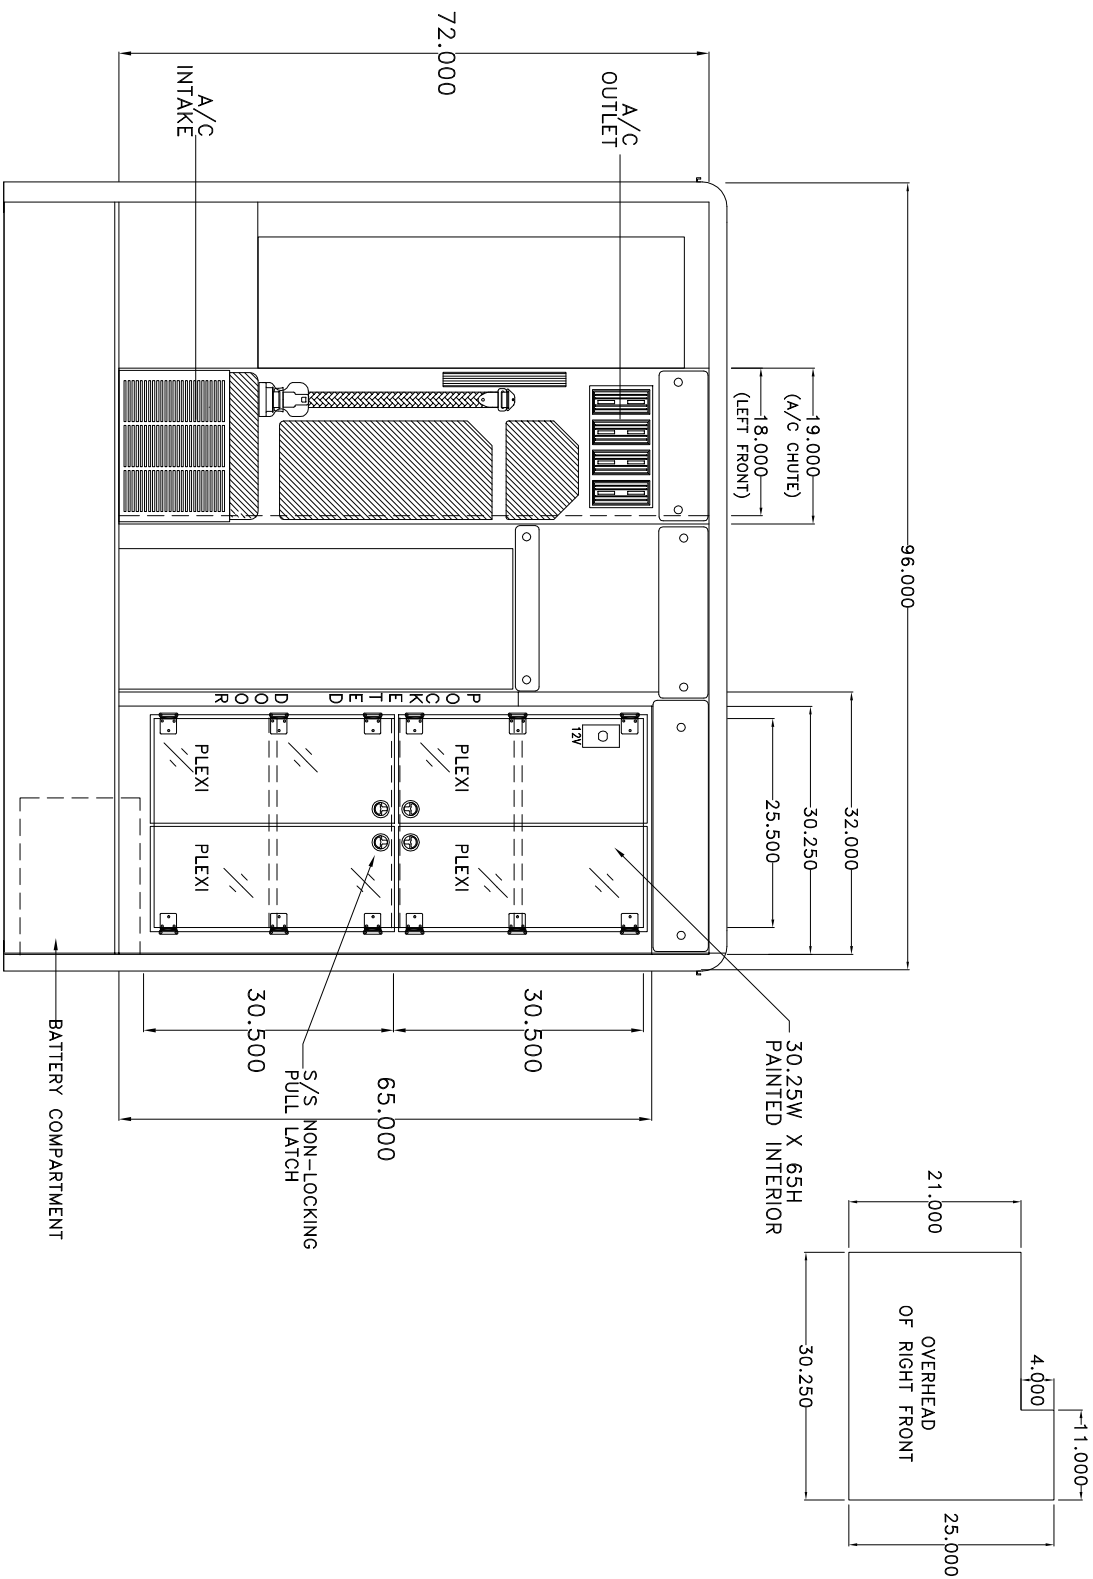 96.000
19.000
(A/C CHUTE)
18.000
(LEFT FRONT)
32.000
30.250
25.500
72.000
A/C
OUTLET
A/C
INTAKE
POCKETED DOOR
12V
PLEXI
PLEXI
PLEXI
PLEXI
30.500
30.500
65.000
30.25W X 65H
PAINTED INTERIOR
S/S NON-LOCKING
PULL LATCH
BATTERY COMPARTMENT
11.000
4.000
21.000
25.000
OVERHEAD
OF RIGHT FRONT
30.250